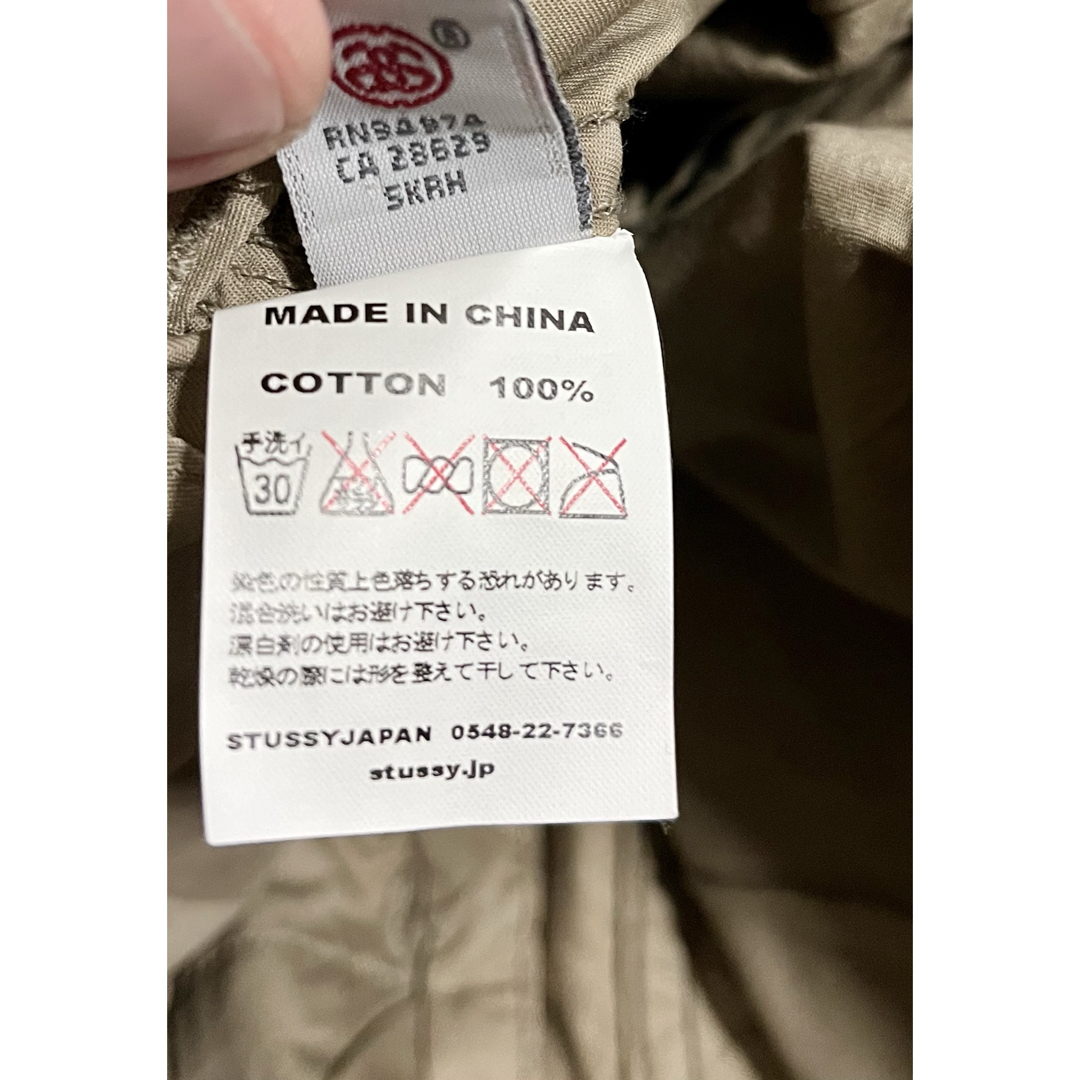 ®
RN94974
CA 28629
SKRH
MADE IN CHINA
COTTON 100%
手洗イ
30
染色の性質上色落ちする恐れがあります。
混合洗いはお避け下さい。
漂白剤の使用はお避け下さい。
乾燥の際には形を整えて干して下さい。
STUSSYJAPAN 0548-22-7366
stussy.jp